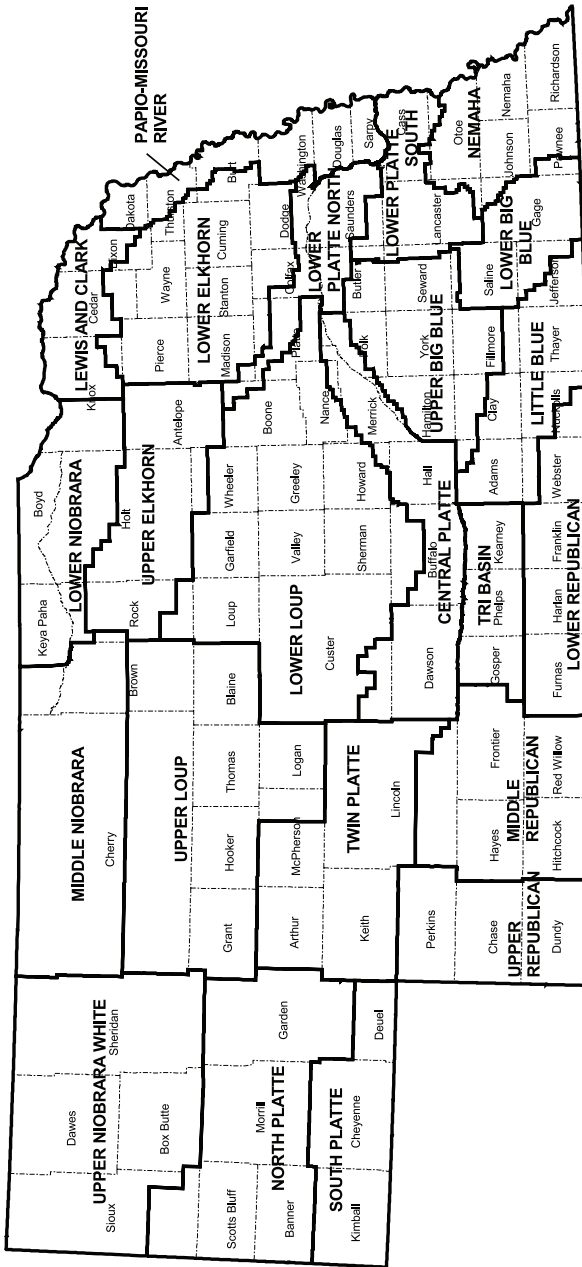 PAPIO-MISSOURI
RIVER
LEWIS AND CLARK
Cedar
Dixon
Dakota
Knox
Thurston
Boyd
Keya Paha
LOWER NIOBRARA
Holt
Rock
UPPER ELKHORN
Antelope
Pierce
Wayne
LOWER ELKHORN
Madison
Stanton
Cuming
Burt
MIDDLE NIOBRARA
Cherry
Brown
UPPER NIOBRARA WHITE
Sioux
Dawes
Box Butte
Sheridan
UPPER LOUP
Grant
Hooker
Thomas
Blaine
Loup
Garfield
Wheeler
Boone
Platte
Colfax
Dodge
Washington
LOWER
PLATTE NORTH
Douglas
Sarpy
Saunders
Butler
Scotts Bluff
Banner
NORTH PLATTE
Morrill
Garden
Arthur
McPherson
Logan
LOWER LOUP
Custer
Valley
Greeley
Nance
Sherman
Howard
Merrick
Polk
SOUTH PLATTE
Kimball
Cheyenne
Deuel
Keith
TWIN PLATTE
Lincoln
Dawson
Buffalo
CENTRAL PLATTE
Hall
Hamilton
York
Seward
UPPER BIG BLUE
LOWER PLATTE
SOUTH
Lancaster
Cass
Otoe
NEMAHA
Perkins
Chase
UPPER
REPUBLICAN
Dundy
Hayes
Frontier
MIDDLE
REPUBLICAN
Hitchcock
Red Willow
Gosper
Phelps
TRI BASIN
Kearney
Adams
Clay
Fillmore
Saline
LOWER BIG
BLUE
Gage
Johnson
Nemaha
Pawnee
Richardson
Furnas
Harlan
Franklin
LOWER REPUBLICAN
Webster
Nuckolls
LITTLE BLUE
Thayer
Jefferson